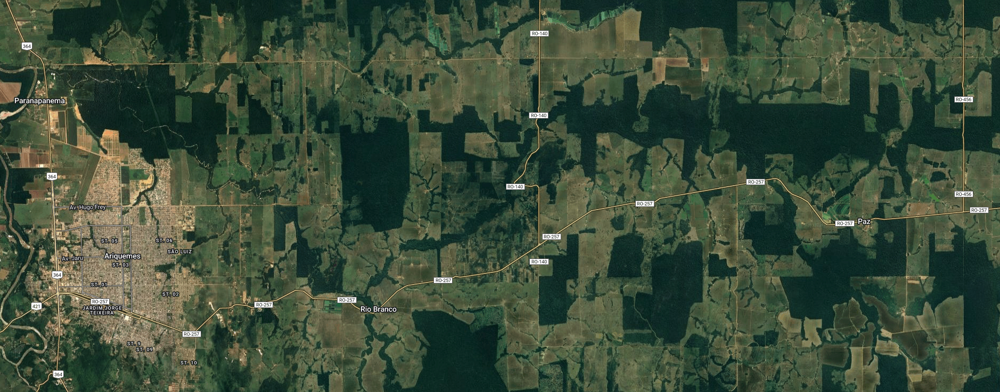 RO-140
364
Paranapanema
RO-456
RO-140
364
RO-140
RO-257
RO-257
RO-456
Av. Hugo Frey
RO-257
RO-257
Paz
RO-257
ST. 05
ST. 06
SÃO LUIZ
Av. Jaru
Ariquemes
ST. 03
RO-140
364
RO-257
ST. 01
ST. 02
421
RO-257
RO-257
RO-257
JARDIM JORGE
TEIXEIRA
Rio Branco
RO-257
ST. 9
ST. 09
ST. 10
364